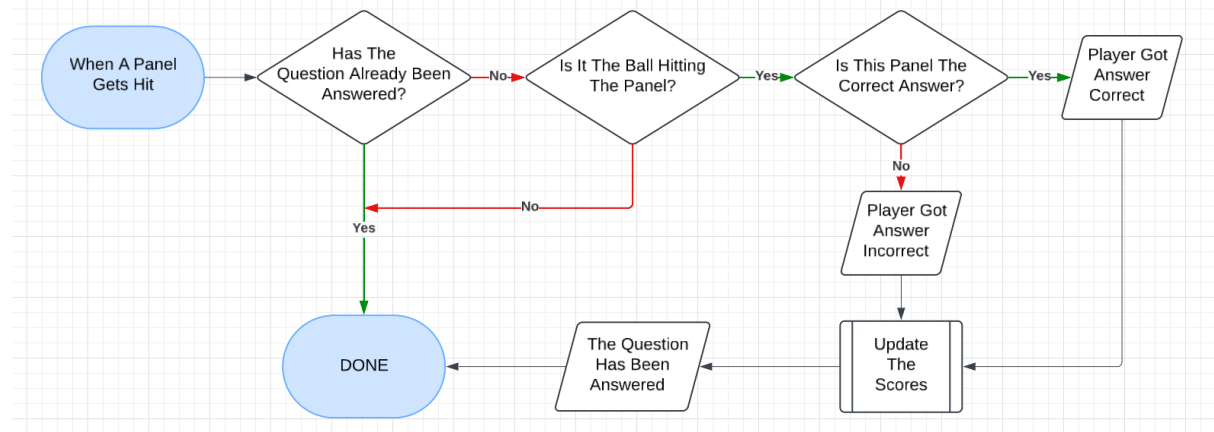 When A Panel
Gets Hit
Has The
Question Already Been
Answered?
No
Is It The Ball Hitting
The Panel?
Yes
Is This Panel The
Correct Answer?
Yes
Player Got
Answer
Correct
No
No
Yes
Player Got
Answer
Incorrect
Update
The
Scores
The Question
Has Been
Answered
DONE